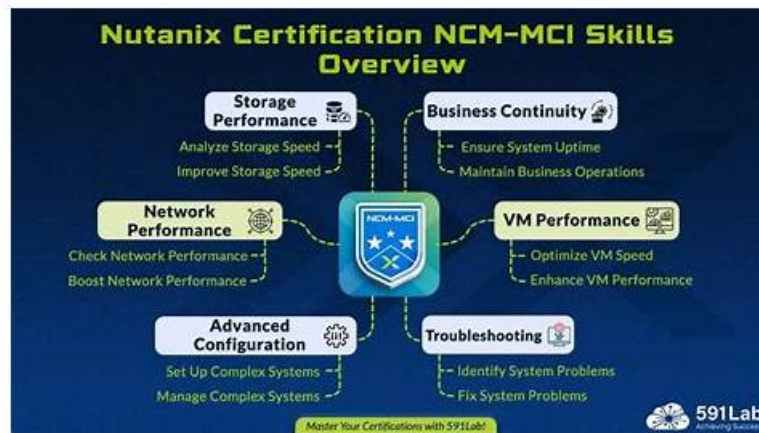 Nutanix Certification NCM-MCI Skills
Overview
Storage
Performance
Analyze Storage Speed
Improve Storage Speed
Business Continuity
Ensure System Uptime
Maintain Business Operations
Network
Performance
Check Network Performance
Boost Network Performance
NCM-MCI
X
VM Performance
Optimize VM Speed
Enhance VM Performance
Advanced
Configuration
Set Up Complex Systems
Manage Complex Systems
Troubleshooting
Identify System Problems
Fix System Problems
Master Your Certifications with 591Lab!
591Lab
Achieving Success